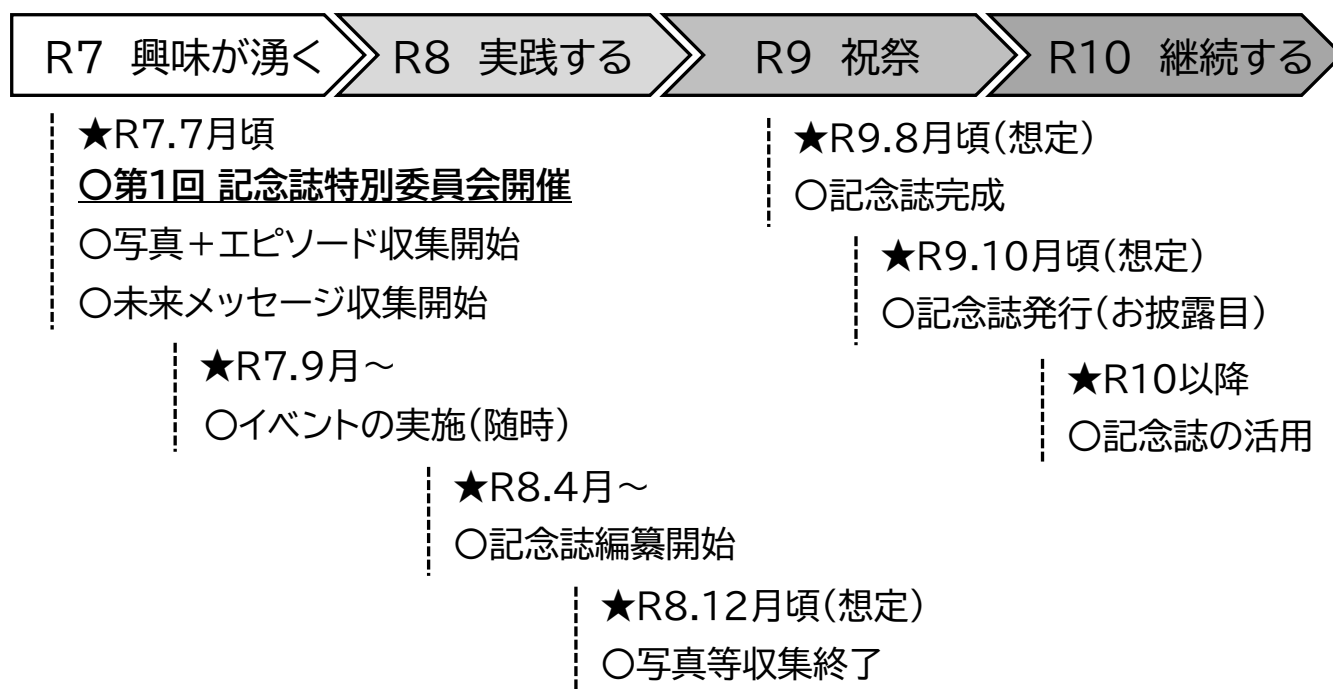 R7 興味が湧く
R8 実践する
R9 祝祭
R10 継続する
★R7.7月頃
○第1回 記念誌特別委員会開催
○写真＋エピソード収集開始
○未来メッセージ収集開始
★R7.9月～
○イベントの実施(随時)
★R8.4月～
○記念誌編纂開始
★R8.12月頃(想定)
○写真等収集終了
★R9.8月頃(想定)
○記念誌完成
★R9.10月頃(想定)
○記念誌発行(お披露目)
★R10以降
○記念誌の活用